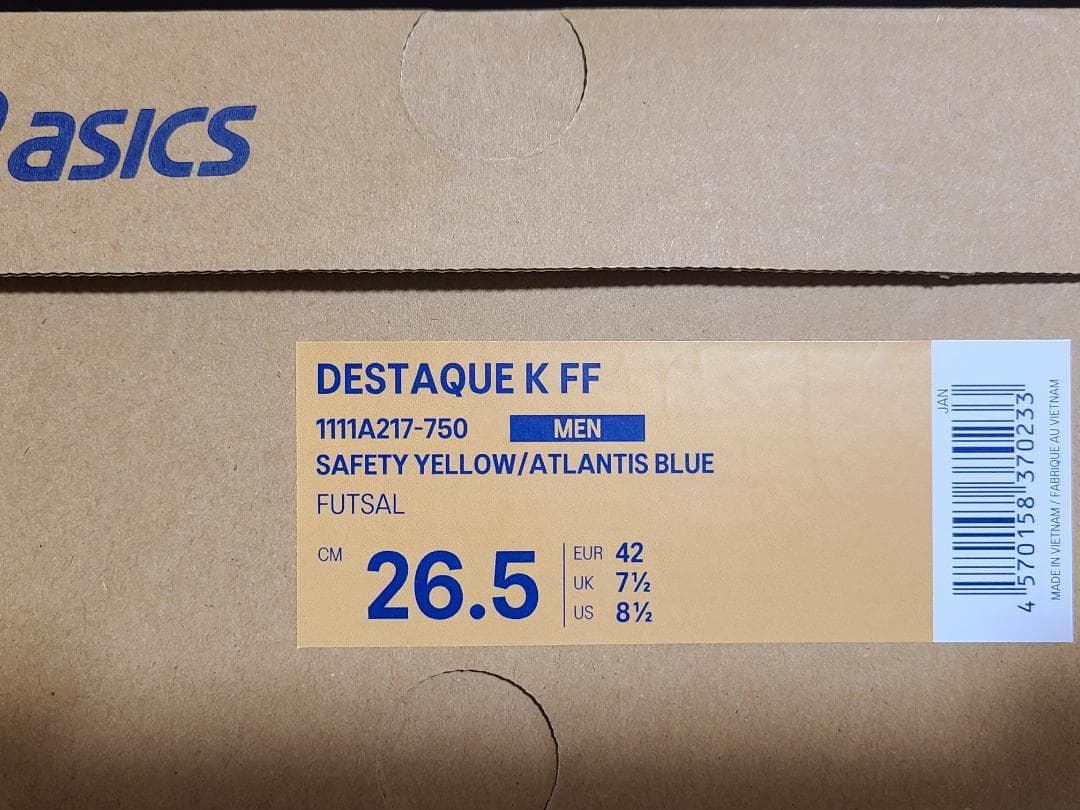 asics
DESTAQUE K FF
1111A217-750 MEN
SAFETY YELLOW/ATLANTIS BLUE
FUTSAL
CM 26.5
EUR 42
UK 7½
US 8½
JAN
4 570158 370233
MADE IN VIETNAM / FABRIQUE AU VIETNAM